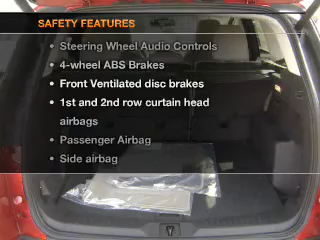 SAFETY FEATURES
• Steering Wheel Audio Controls
• 4-wheel ABS Brakes
• Front Ventilated disc brakes
• 1st and 2nd row curtain head
airbags
• Passenger Airbag
• Side airbag